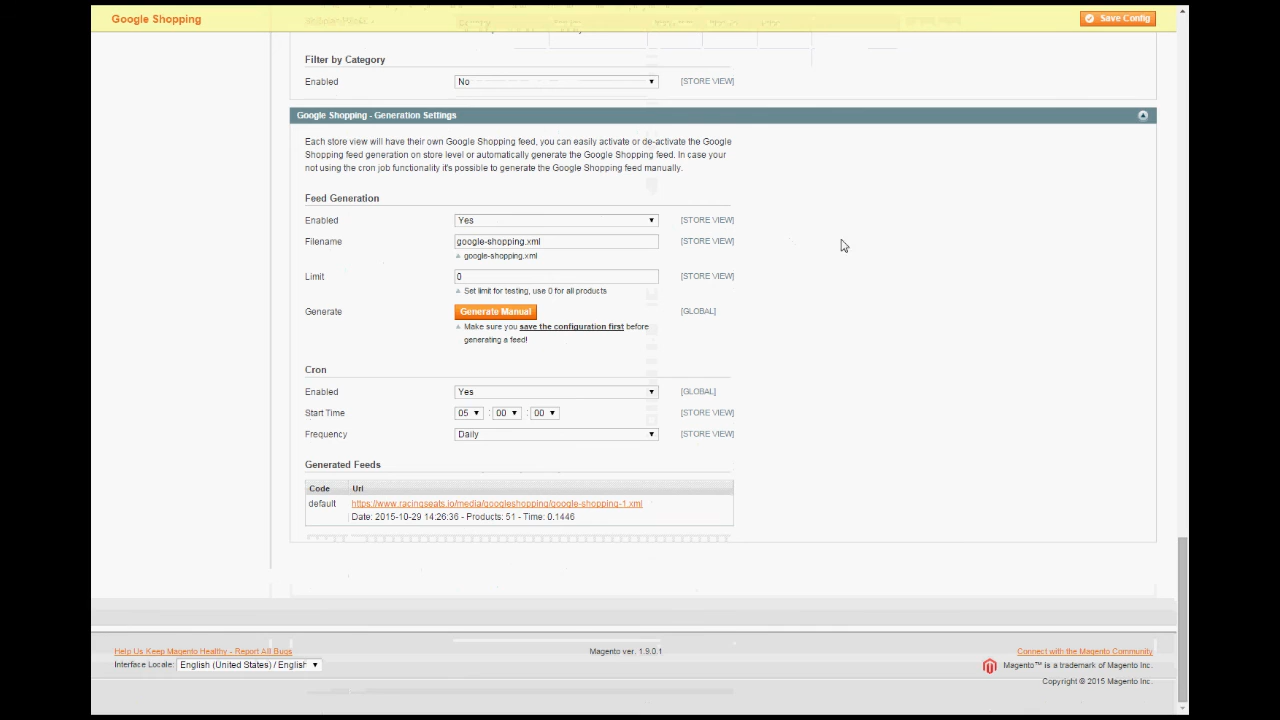 Google Shopping
Save Config
Filter by Category
Enabled No [STORE VIEW]
Google Shopping - Generation Settings
Each store view will have their own Google Shopping feed, you can easily activate or de-activate the Google
Shopping feed generation on store level or automatically generate the Google Shopping feed. In case your
not using the cron job functionality it's possible to generate the Google Shopping feed manually.
Feed Generation
Enabled Yes [STORE VIEW]
Filename google-shopping.xml [STORE VIEW]
google-shopping.xml
Limit 0 [STORE VIEW]
Set limit for testing, use 0 for all products
Generate Generate Manual [GLOBAL]
Make sure you save the configuration first before
generating a feed!
Cron
Enabled Yes [GLOBAL]
Start Time 05 : 00 : 00 [STORE VIEW]
Frequency Daily [STORE VIEW]
Generated Feeds
Code Url
default https://www.racingseats.io/media/googleshopping/google-shopping-1.xml
Date: 2015-10-29 14:26:36 - Products: 51 - Time: 0.1446
Help Us Keep Magento Healthy - Report All Bugs
Magento ver. 1.9.0.1
Connect with the Magento Community
Interface Locale: English (United States) / English
Magento™ is a trademark of Magento Inc.
Copyright © 2015 Magento Inc.